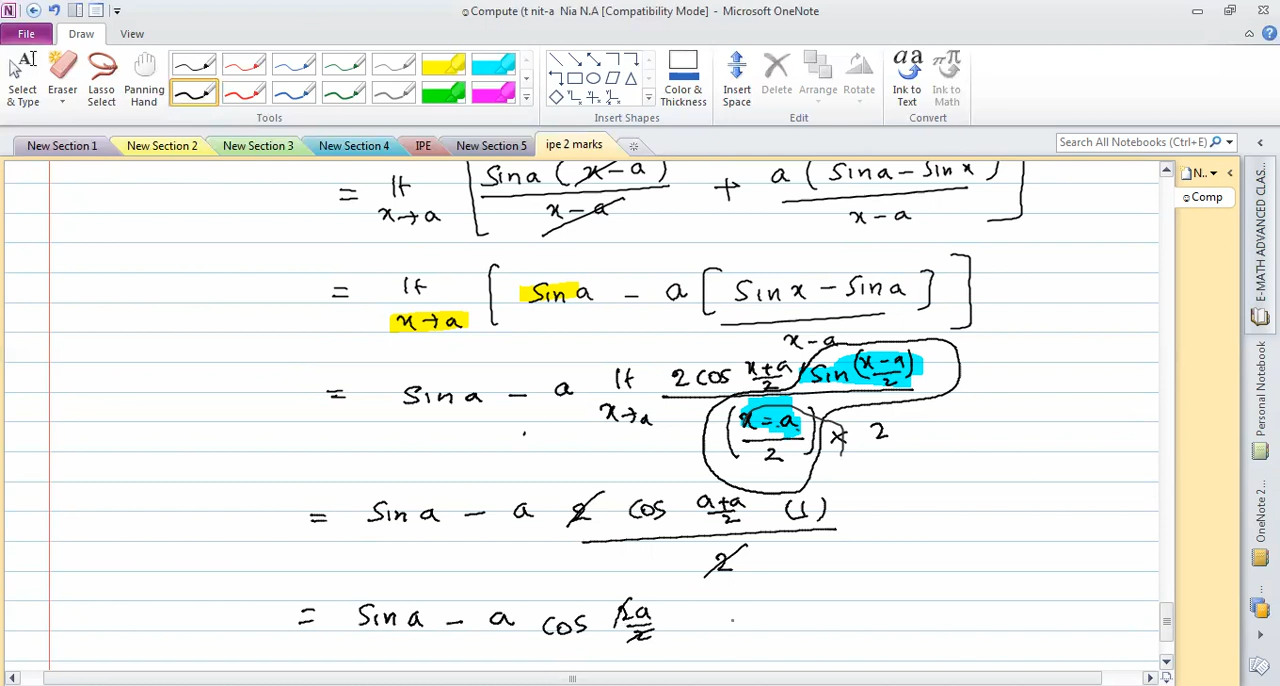 Compute (t nit-a Nia N.A [Compatibility Mode] - Microsoft OneNote
File Draw View
Select & Type Eraser Lasso Select Panning Hand Color & Thickness Insert Space Delete Arrange Rotate Ink to Text Ink to Math
Tools Insert Shapes Edit Convert
New Section 1 New Section 2 New Section 3 New Section 4 IPE New Section 5 ipe 2 marks Search All Notebooks (Ctrl+E)
N..
Comp
E-MATH ADVANCED CLAS.
Personal Notebook
OneNote 2...
= lt x→a [ sin a (x-a) / x-a + a (sin a - sin x) / x-a ]
= lt x→a [ sin a - a [ sin x - sin a ] / x-a ]
= sin a - a lt x→a 2 cos x+a/2 sin (x-a/2) / (x-a/2) × 2
= sin a - a 2 cos a+a/2 (1) / 2
= sin a - a cos 2a/2